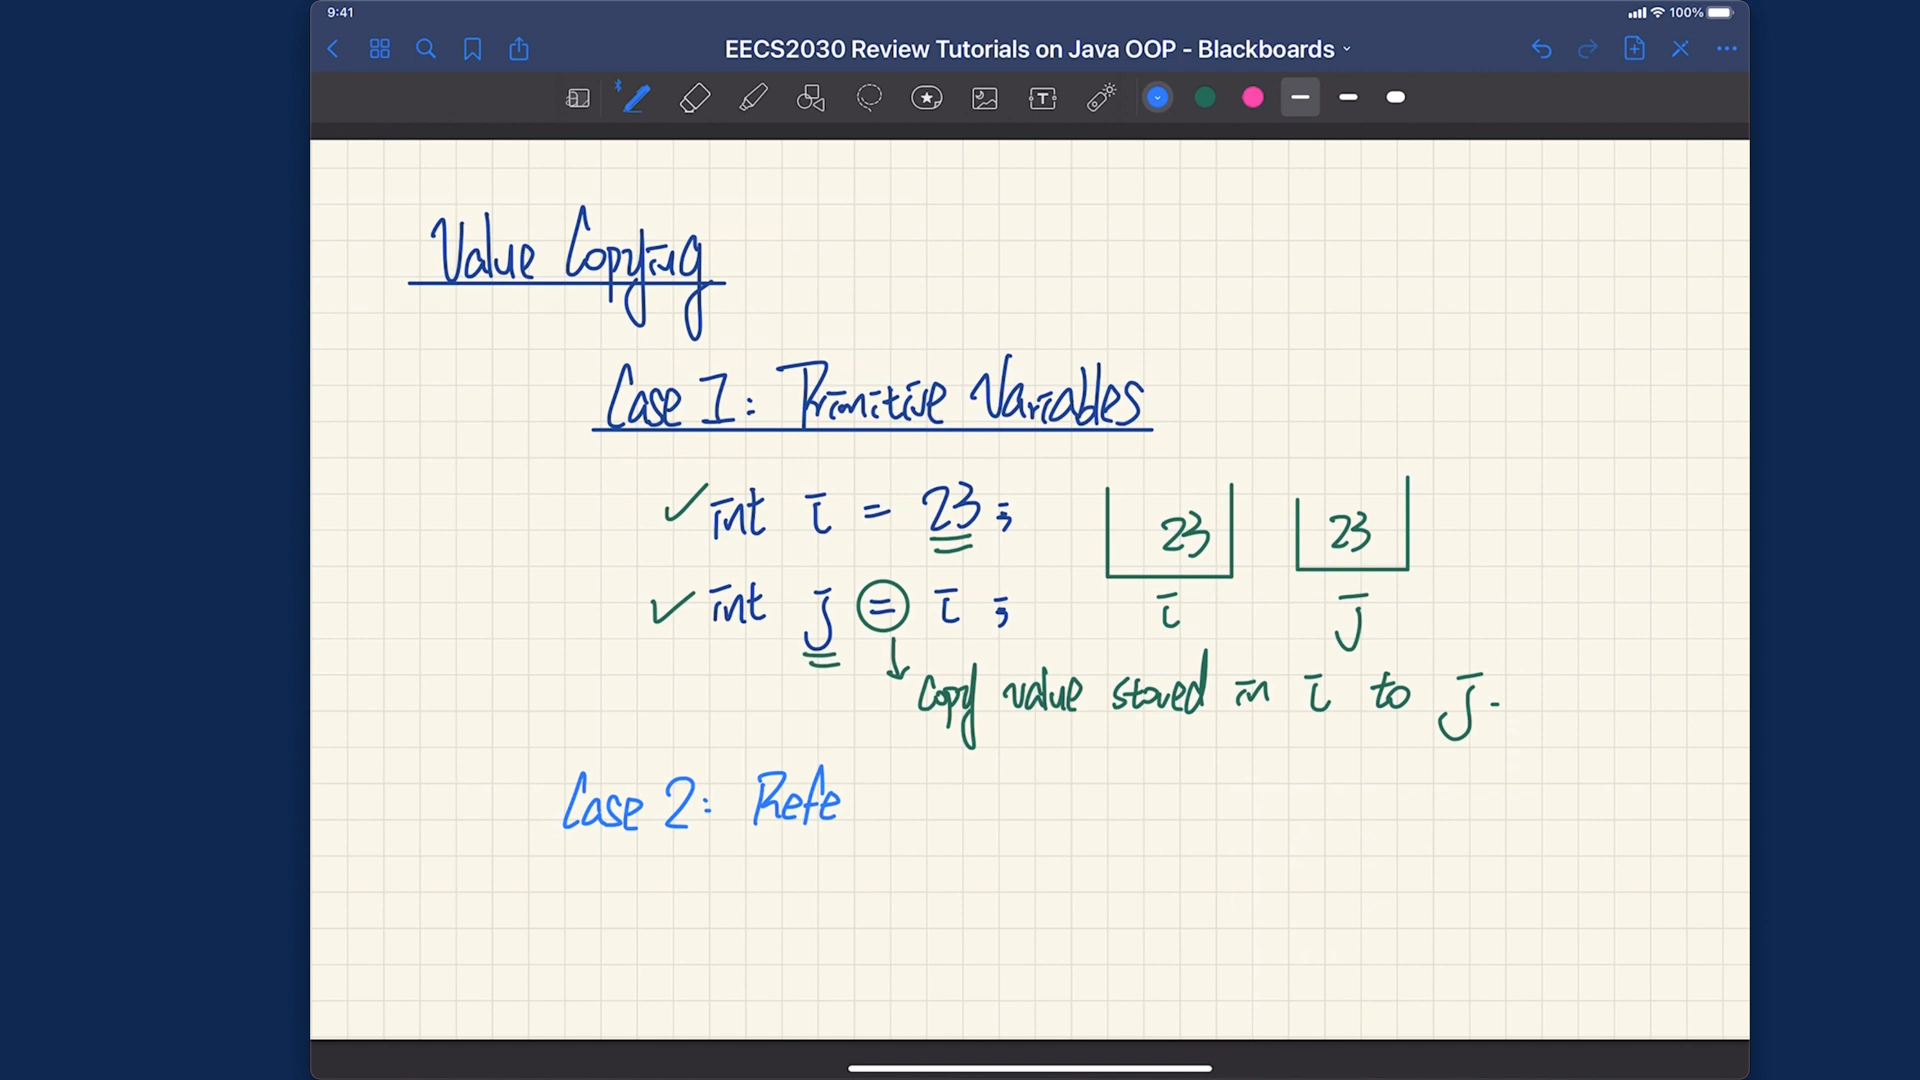 9:41
100%
EECS2030 Review Tutorials on Java OOP - Blackboards
Value Copying
Case 1: Primitive Variables
int i = 23;
23
23
int j = i;
i
j
Copy value stored in i to j.
Case 2: Refe